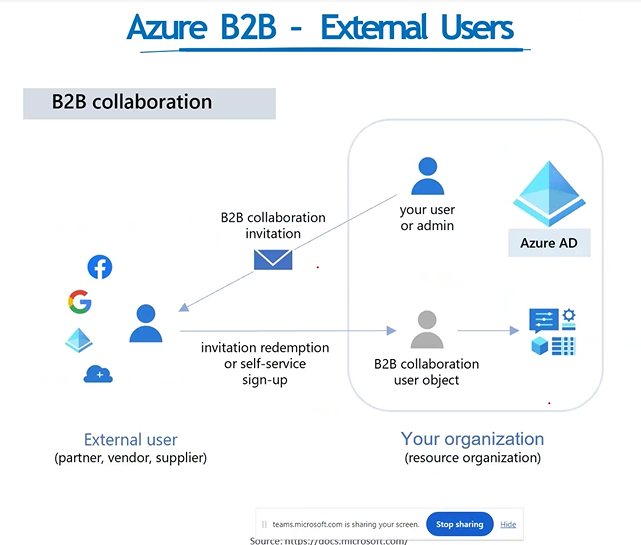 Azure B2B - External Users
B2B collaboration
your user
or admin
Azure AD
B2B collaboration
invitation
invitation redemption
or self-service
sign-up
B2B collaboration
user object
External user
(partner, vendor, supplier)
Your organization
(resource organization)
teams.microsoft.com is sharing your screen.
Stop sharing
Hide
Source: https://docs.microsoft.com/